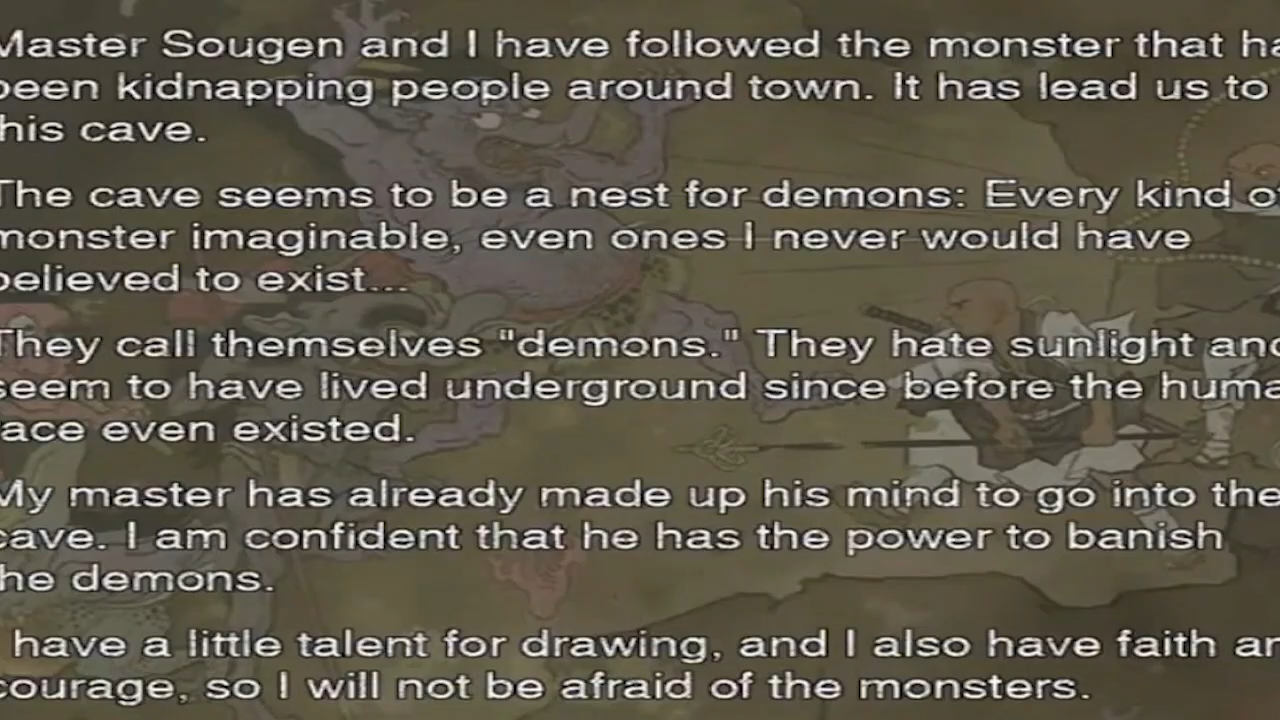 Master Sougen and I have followed the monster that ha
been kidnapping people around town. It has lead us to
this cave.
The cave seems to be a nest for demons: Every kind o
monster imaginable, even ones I never would have
believed to exist...
They call themselves "demons." They hate sunlight and
seem to have lived underground since before the huma
race even existed.
My master has already made up his mind to go into the
cave. I am confident that he has the power to banish
the demons.
I have a little talent for drawing, and I also have faith an
courage, so I will not be afraid of the monsters.